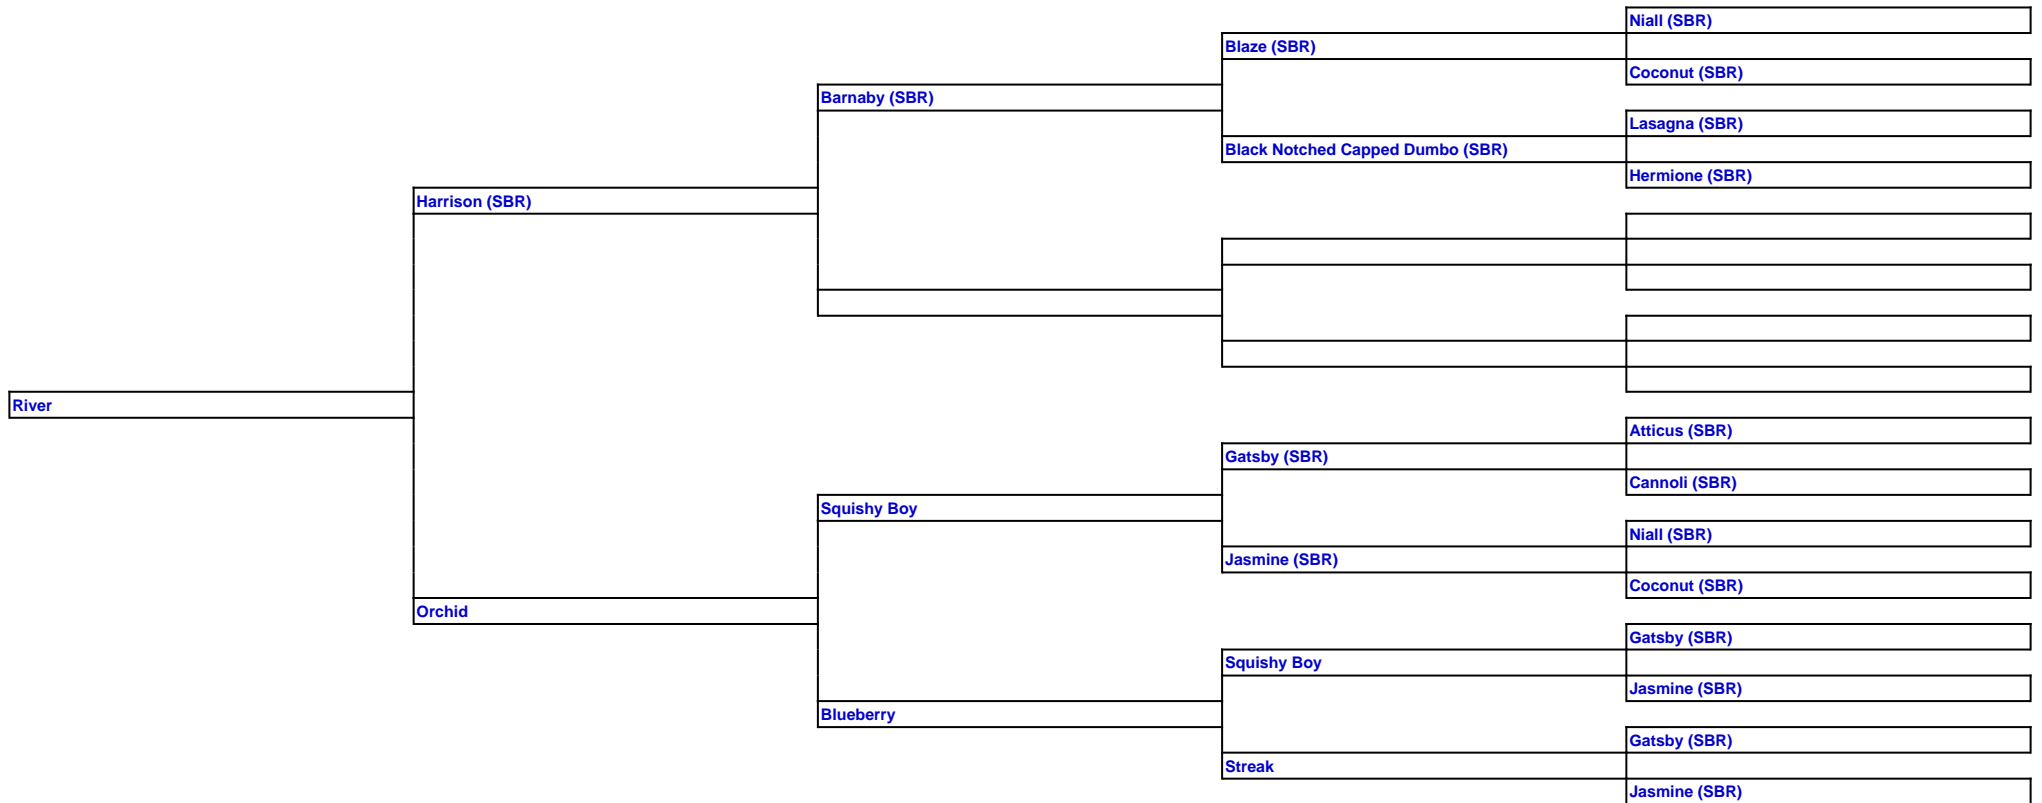 Niall (SBR)
Blaze (SBR)
Coconut (SBR)
Barnaby (SBR)
Lasagna (SBR)
Black Notched Capped Dumbo (SBR)
Hermione (SBR)
Harrison (SBR)
River
Atticus (SBR)
Gatsby (SBR)
Cannoli (SBR)
Squishy Boy
Niall (SBR)
Jasmine (SBR)
Coconut (SBR)
Orchid
Gatsby (SBR)
Squishy Boy
Jasmine (SBR)
Blueberry
Gatsby (SBR)
Streak
Jasmine (SBR)